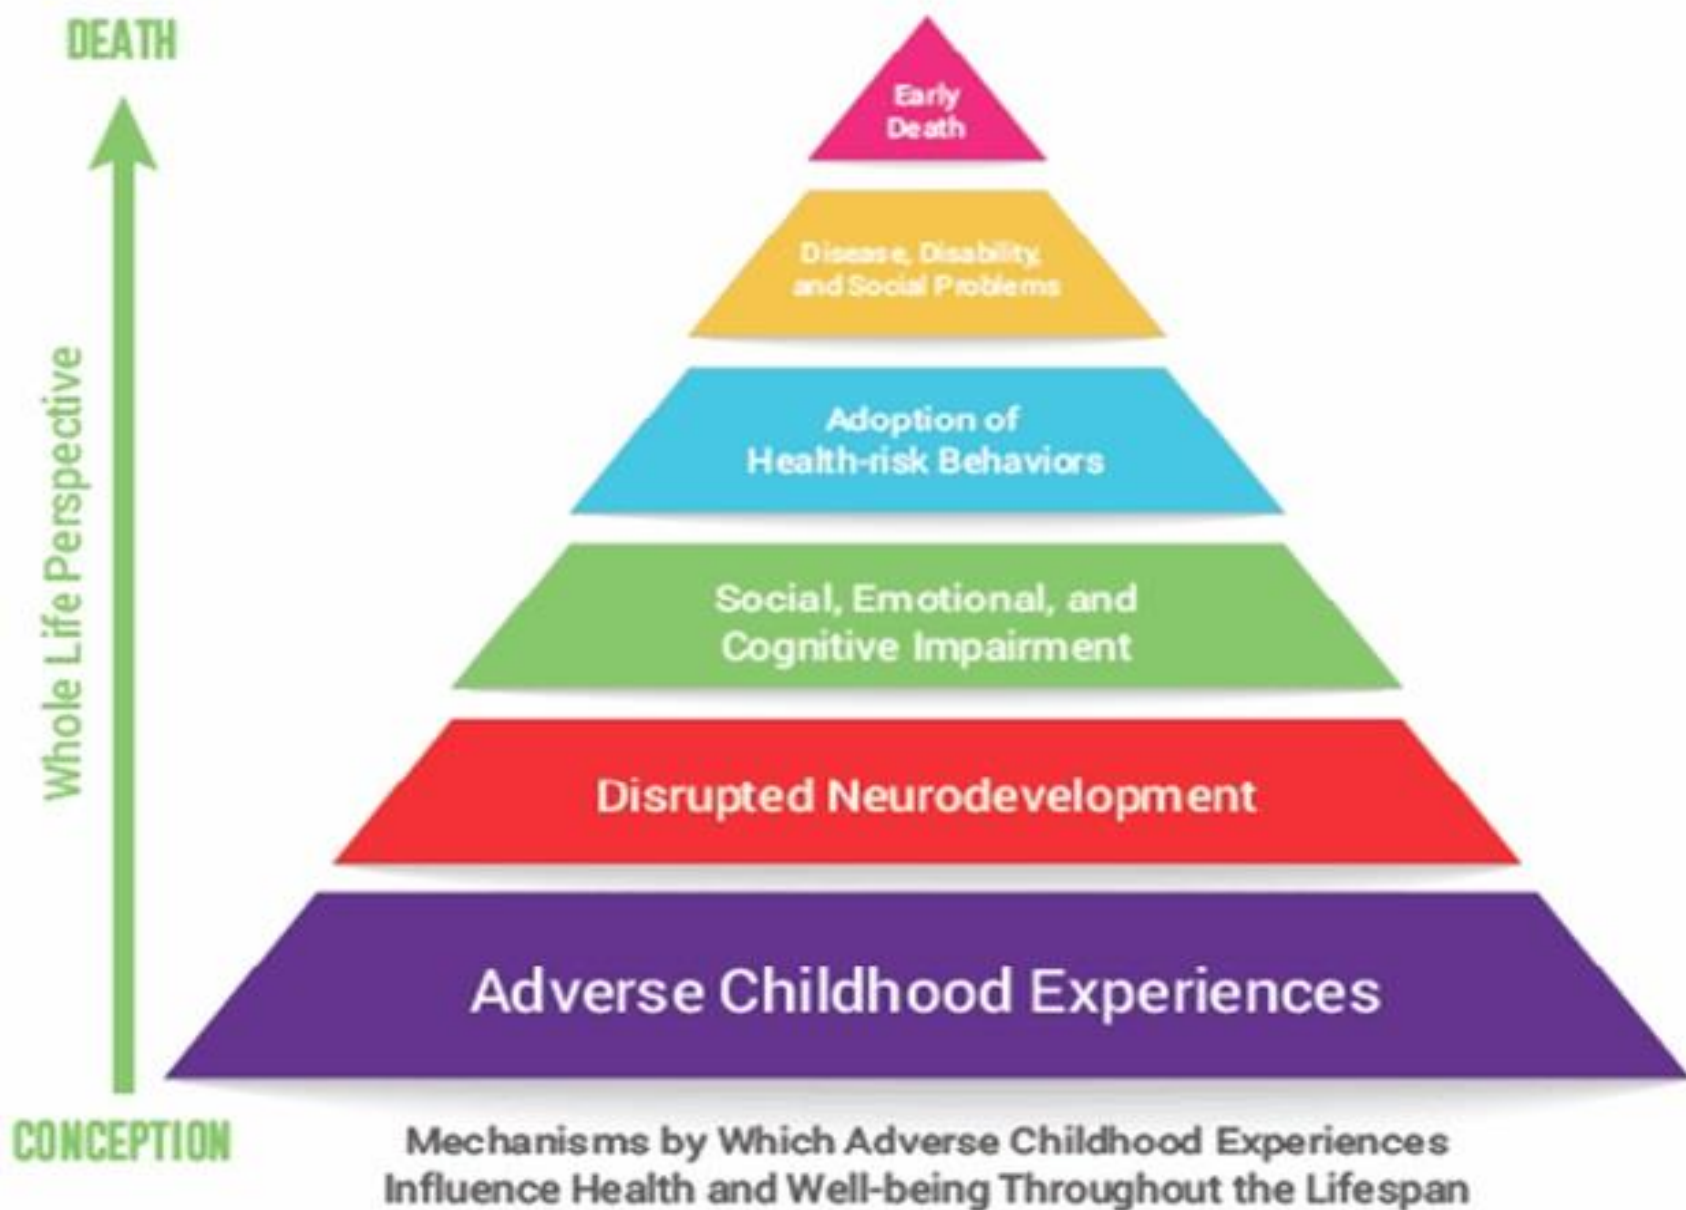 DEATH
Early
Death
Disease, Disability,
and Social Problems
Adoption of
Health-risk Behaviors
Social, Emotional, and
Cognitive Impairment
Disrupted Neurodevelopment
Adverse Childhood Experiences
Whole Life Perspective
CONCEPTION
Mechanisms by Which Adverse Childhood Experiences
Influence Health and Well-being Throughout the Lifespan